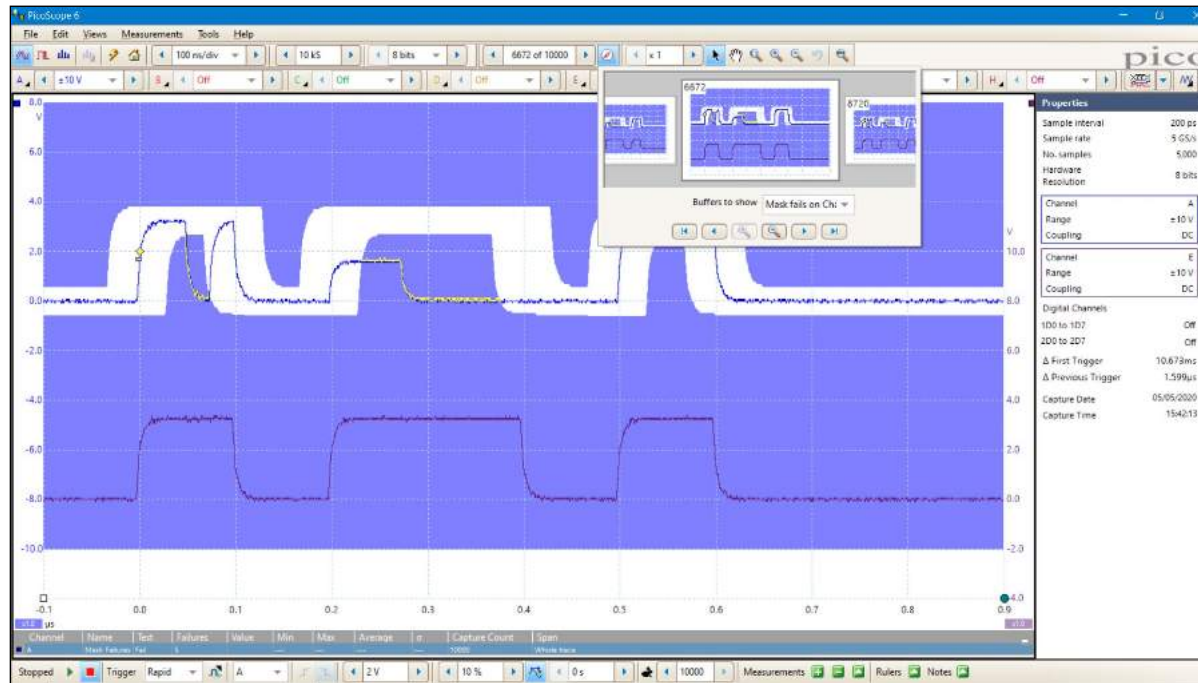 PicoScope 6
File Edit Views Measurements Tools Help
100 ns/div 10 kS 8 bits 6672 of 10000 x 1
pico
A ±10 V B Off C Off D Off E Off H Off
8.0
V
6.0
4.0
2.0
0.0
-2.0
-4.0
-6.0
-8.0
-10.0
6672
8720
Buffers to show Mask fails on Ch
V
10.0
8.0
6.0
4.0
2.0
0.0
-2.0
-4.0
-0.1 0.0 0.1 0.2 0.3 0.4 0.5 0.6 0.7 0.8 0.9
x1.0 µs x1.0
Properties
Sample interval 200 ps
Sample rate 5 GS/s
No. samples 5,000
Hardware
Resolution 8 bits
Channel A
Range ±10 V
Coupling DC
Channel E
Range ±10 V
Coupling DC
Digital Channels
1D0 to 1D7 Off
2D0 to 2D7 Off
Δ First Trigger 10.673ms
Δ Previous Trigger 1.599µs
Capture Date 05/05/2020
Capture Time 15:42:13
Channel Name Test Failures Value Min Max Average σ Capture Count Span
A Mask Failures Fail 5 10000 Whole trace
Stopped Trigger Rapid A 2 V 10 % 0 s 10000 Measurements Rulers Notes